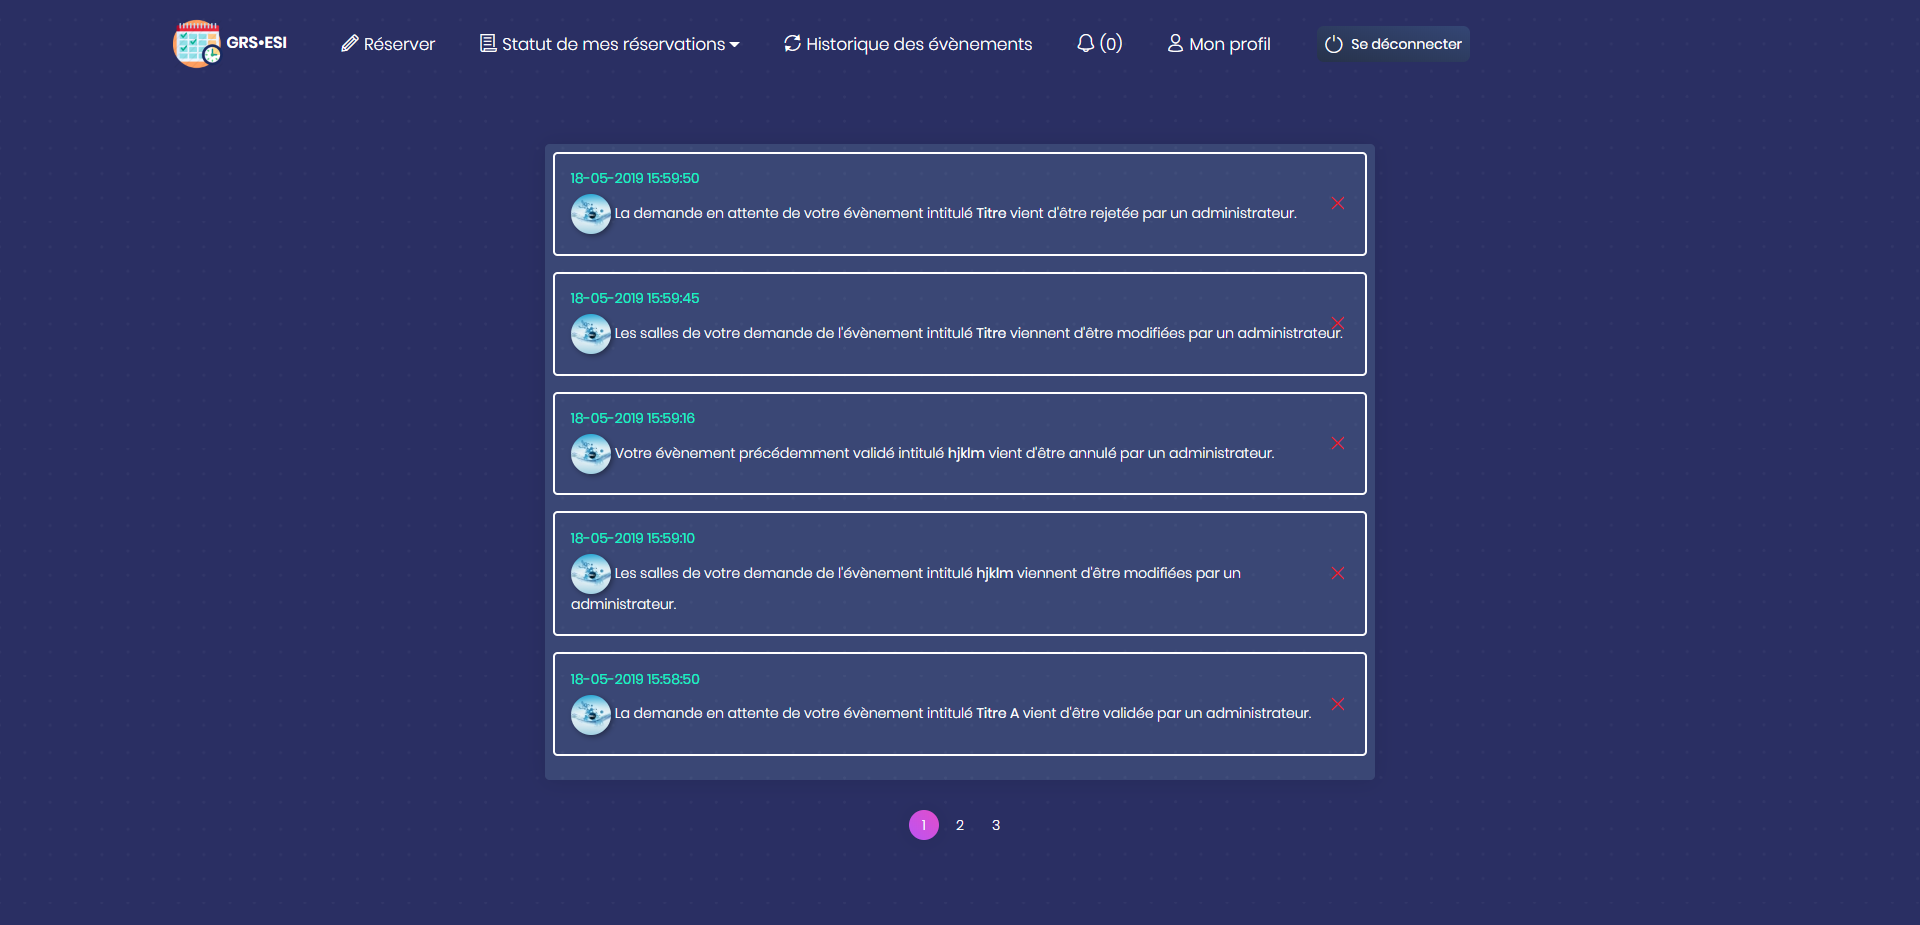 GRS•ESI Réserver Statut de mes réservations Historique des évènements (0) Mon profil Se déconnecter
18-05-2019 15:59:50
La demande en attente de votre évènement intitulé Titre vient d'être rejetée par un administrateur.
18-05-2019 15:59:45
Les salles de votre demande de l'évènement intitulé Titre viennent d'être modifiées par un administrateur.
18-05-2019 15:59:16
Votre évènement précédemment validé intitulé hjklm vient d'être annulé par un administrateur.
18-05-2019 15:59:10
Les salles de votre demande de l'évènement intitulé hjklm viennent d'être modifiées par un
administrateur.
18-05-2019 15:58:50
La demande en attente de votre évènement intitulé Titre A vient d'être validée par un administrateur.
1 2 3